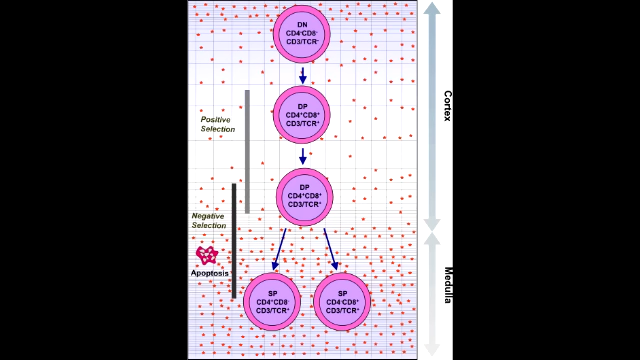 DN
CD4⁻CD8⁻
CD3/TCR⁻
DP
CD4⁺CD8⁺
CD3/TCR⁺
Positive
Selection
DP
CD4⁺CD8⁺
CD3/TCR⁺
Negative
Selection
Apoptosis
SP
CD4⁺CD8⁻
CD3/TCR⁺
SP
CD4⁻CD8⁺
CD3/TCR⁺
Cortex
Medulla